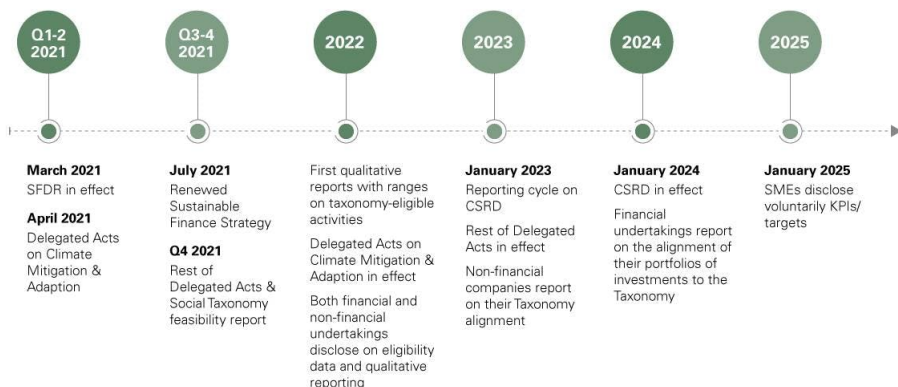 Q1-2
2021
Q3-4
2021
2022
2023
2024
2025
March 2021
SFDR in effect
April 2021
Delegated Acts
on Climate
Mitigation &
Adaption
July 2021
Renewed
Sustainable
Finance Strategy
Q4 2021
Rest of
Delegated Acts &
Social Taxonomy
feasibility report
First qualitative
reports with ranges
on taxonomy-eligible
activities
Delegated Acts on
Climate Mitigation &
Adaption in effect
Both financial and
non-financial
undertakings
disclose on eligibility
data and qualitative
reporting
January 2023
Reporting cycle on
CSRD
Rest of Delegated
Acts in effect
Non-financial
companies report
on their Taxonomy
alignment
January 2024
CSRD in effect
Financial
undertakings report
on the alignment of
their portfolios of
investments to the
Taxonomy
January 2025
SMEs disclose
voluntarily KPIs/
targets